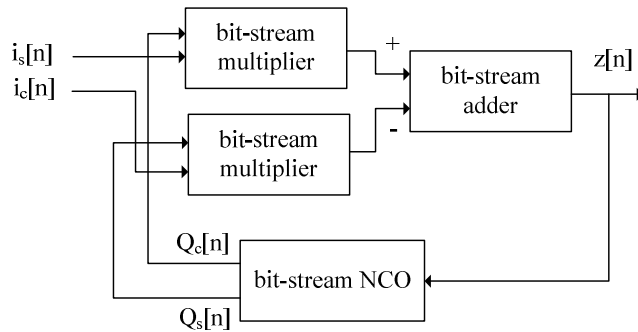 bit-stream
multiplier
+
i_s[n]
z[n]
i_c[n]
bit-stream
adder
bit-stream
multiplier
-
Q_c[n]
bit-stream NCO
Q_s[n]